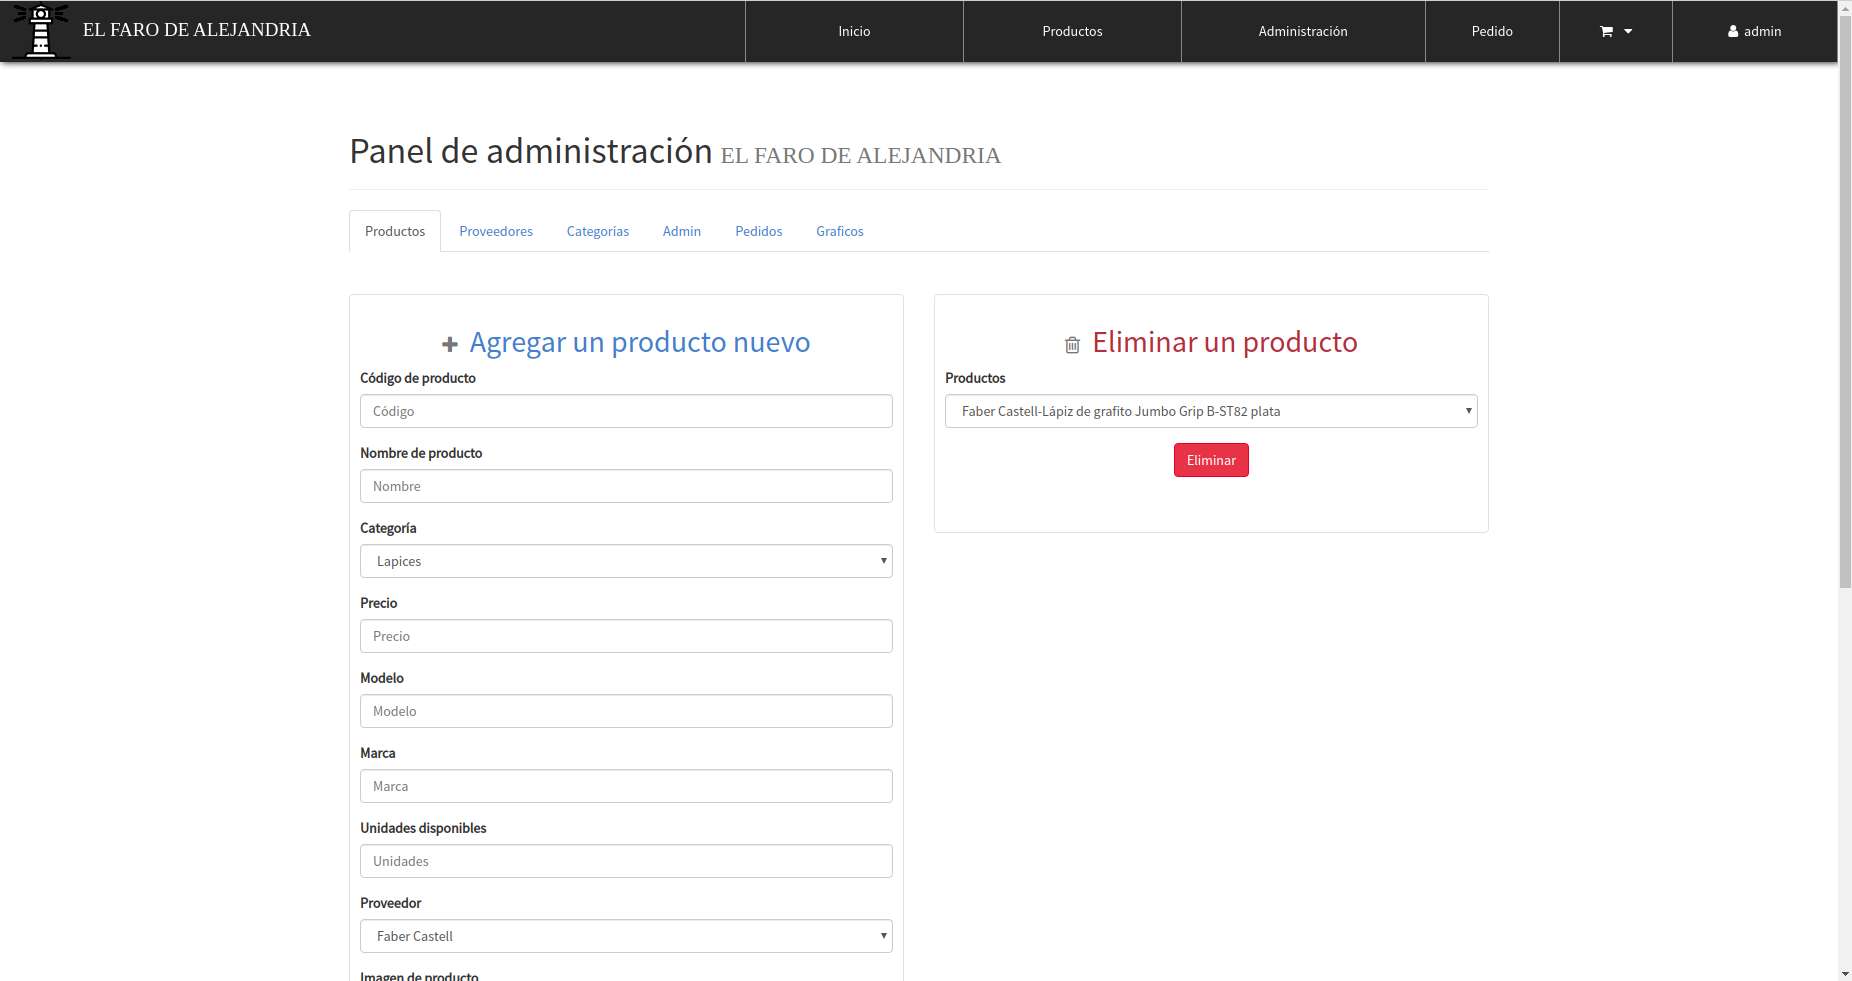 EL FARO DE ALEJANDRIA
Inicio
Productos
Administración
Pedido
admin
Panel de administración EL FARO DE ALEJANDRIA
Productos
Proveedores
Categorías
Admin
Pedidos
Graficos
Agregar un producto nuevo
Código de producto
Código
Nombre de producto
Nombre
Categoría
Lapices
Precio
Precio
Modelo
Modelo
Marca
Marca
Unidades disponibles
Unidades
Proveedor
Faber Castell
Imagen de producto
Eliminar un producto
Productos
Faber Castell-Lápiz de grafito Jumbo Grip B-ST82 plata
Eliminar